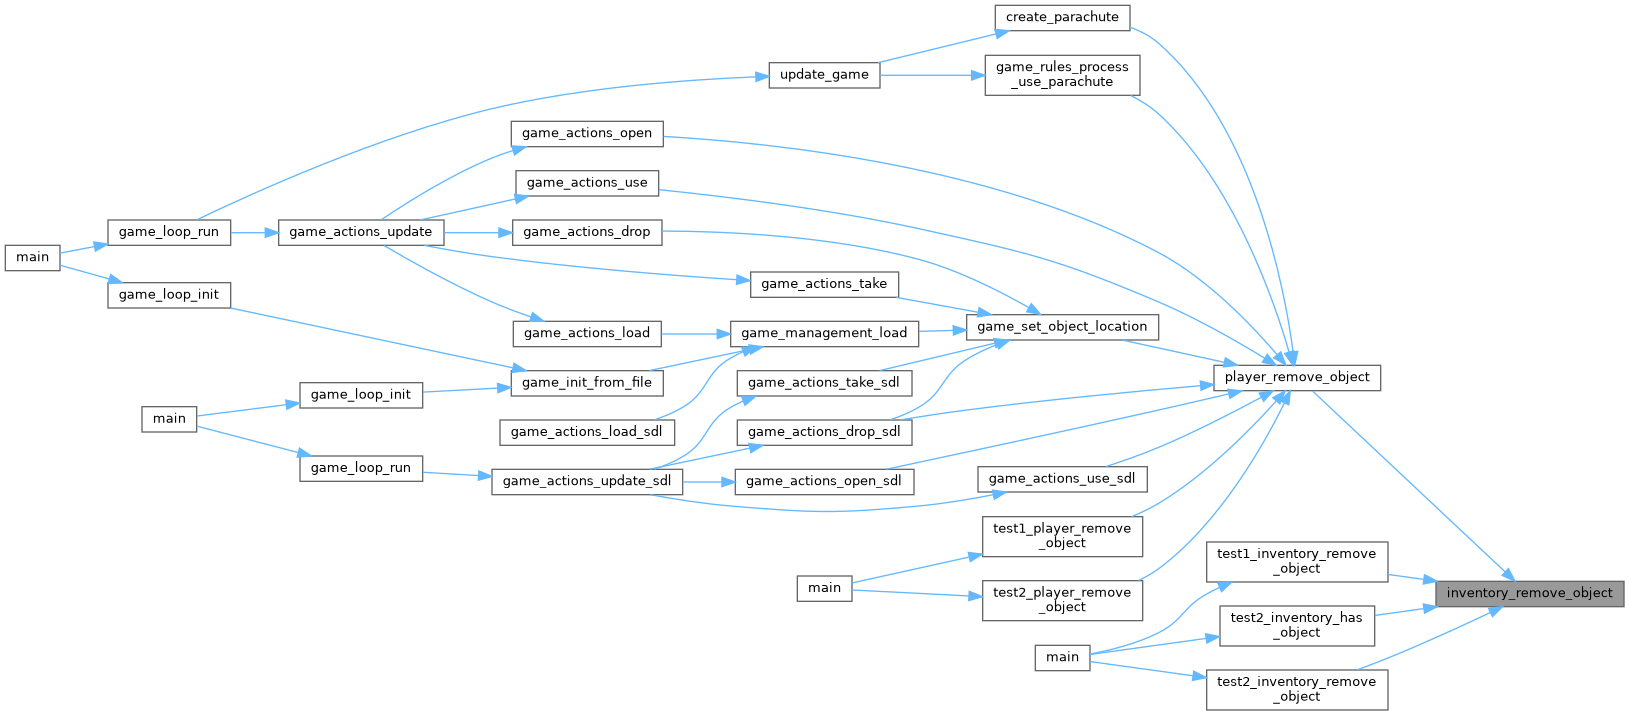 create_parachute
update_game
game_rules_process
_use_parachute
game_actions_open
game_actions_use
game_loop_run
game_actions_update
game_actions_drop
main
game_actions_take
game_loop_init
game_actions_load
game_management_load
game_set_object_location
game_init_from_file
game_actions_take_sdl
player_remove_object
game_loop_init
main
game_actions_load_sdl
game_actions_drop_sdl
game_loop_run
game_actions_update_sdl
game_actions_open_sdl
game_actions_use_sdl
test1_player_remove
_object
test1_inventory_remove
_object
main
test2_player_remove
_object
inventory_remove_object
test2_inventory_has
_object
main
test2_inventory_remove
_object